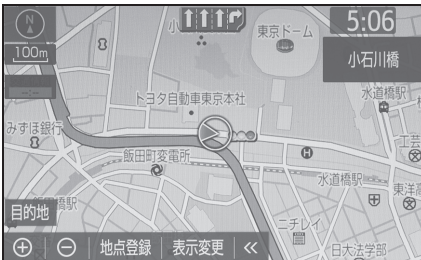 N
100m
小
東京ドーム
5:06
小石川橋
--:--
トヨタ自動車東京本社
水道橋駅
みずほ銀行
飯田町変電所
H
工芸
水道橋駅
東洋高
目的地
橋駅
ニチレイ
日大法学部
地点登録
表示変更